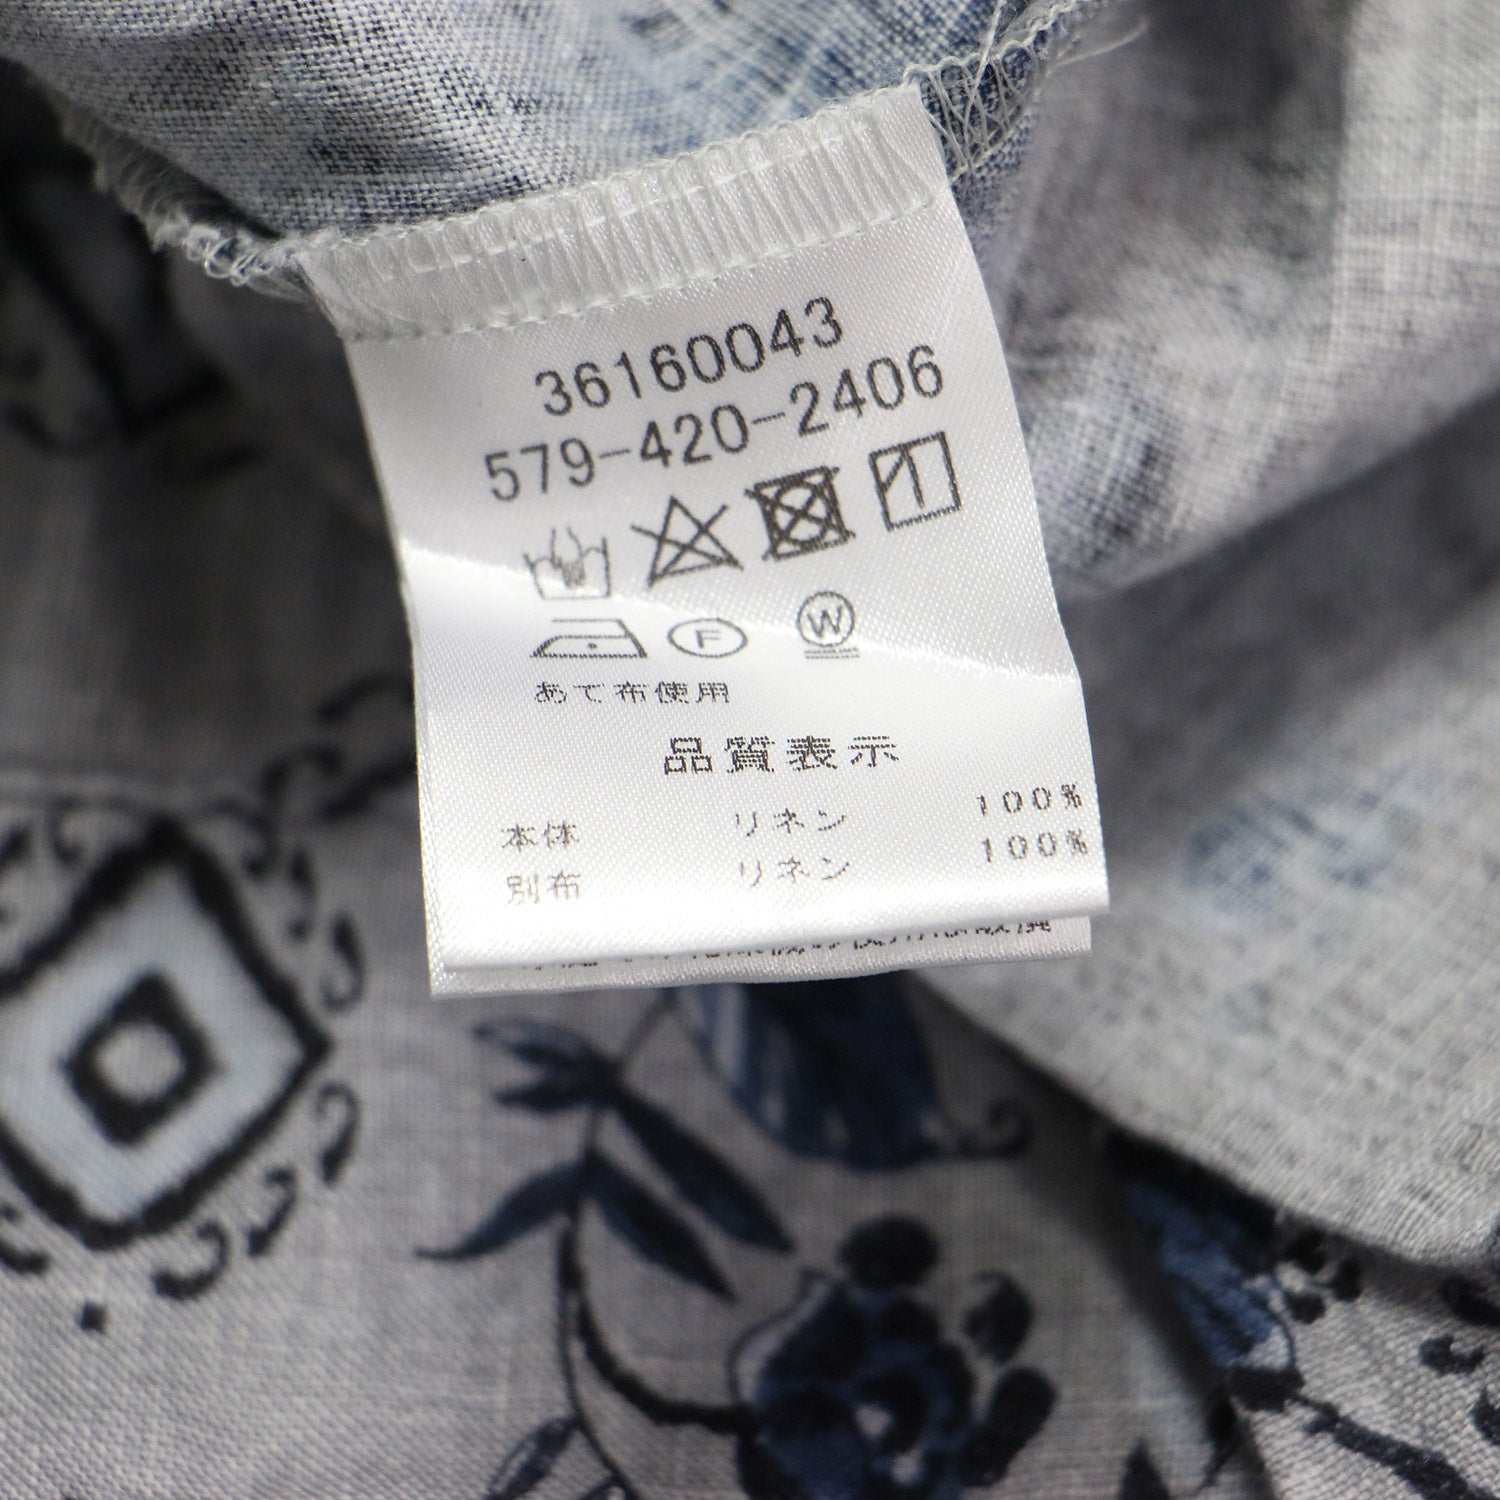 36160043
579-420-2406
F W
あて布使用
品質表示
本体 リネン 100%
別布 リネン 100%